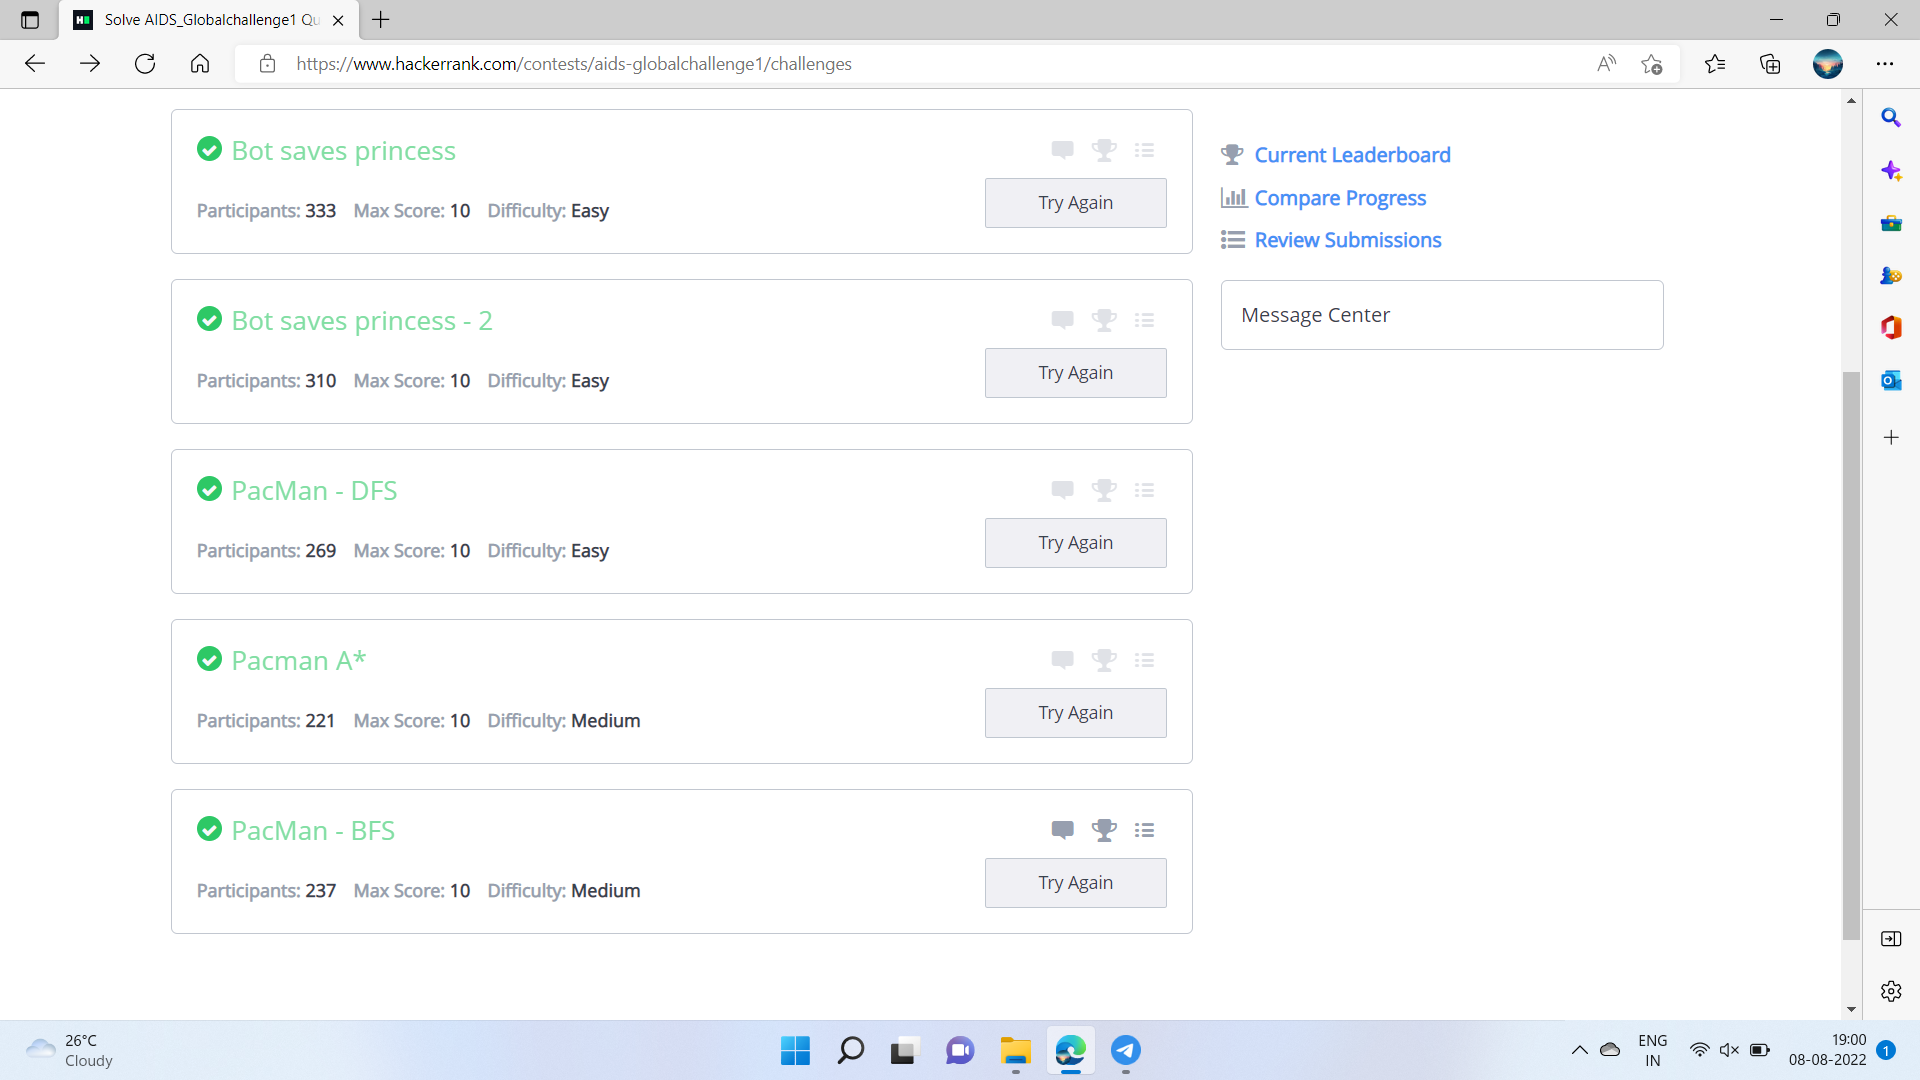 Solve AIDS_Globalchallenge1 Qu
https://www.hackerrank.com/contests/aids-globalchallenge1/challenges
Bot saves princess
Participants: 333 Max Score: 10 Difficulty: Easy
Try Again
Bot saves princess - 2
Participants: 310 Max Score: 10 Difficulty: Easy
Try Again
PacMan - DFS
Participants: 269 Max Score: 10 Difficulty: Easy
Try Again
Pacman A*
Participants: 221 Max Score: 10 Difficulty: Medium
Try Again
PacMan - BFS
Participants: 237 Max Score: 10 Difficulty: Medium
Try Again
Current Leaderboard
Compare Progress
Review Submissions
Message Center
26°C
Cloudy
ENG
IN
19:00
08-08-2022
1